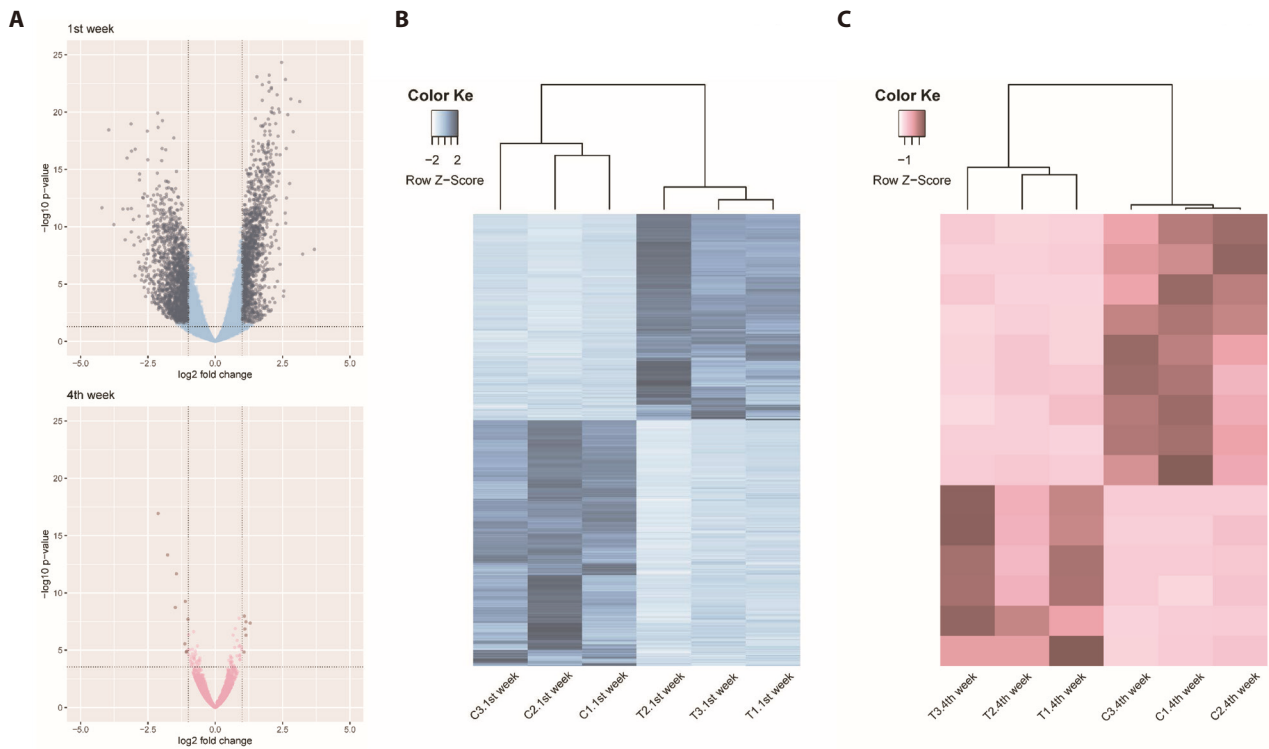 A
1st week
25
20
15
10
5
0
−log10 p-value
−5.0 −2.5 0.0 2.5 5.0
log2 fold change
4th week
25
20
15
10
5
0
−log10 p-value
−5.0 −2.5 0.0 2.5 5.0
log2 fold change
B
Color Ke
−2 2
Row Z−Score
C3.1st week C2.1st week C1.1st week T2.1st week T3.1st week T1.1st week
C
Color Ke
−1
Row Z−Score
T3.4th week T2.4th week T1.4th week C3.4th week C1.4th week C2.4th week